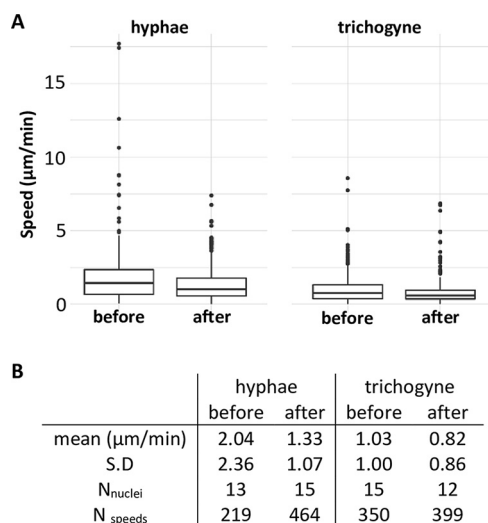 A
hyphae trichogyne
Speed (µm/min)
15
10
5
0
before after before after
B
hyphae trichogyne
before after before after
mean (µm/min) 2.04 1.33 1.03 0.82
S.D 2.36 1.07 1.00 0.86
Nnuclei 13 15 15 12
N speeds 219 464 350 399